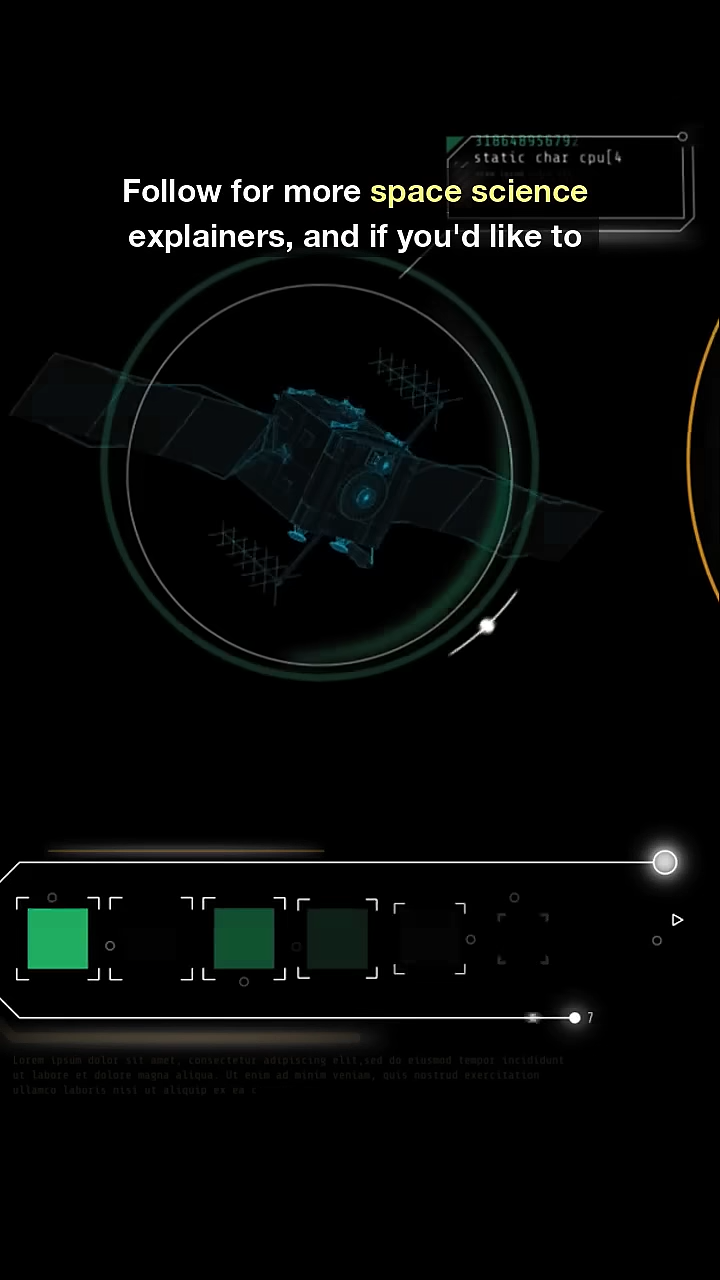 318648956792
static char cpu[4
Follow for more space science
explainers, and if you'd like to
7
Lorem ipsum dolor sit amet, consectetur adipiscing elit,sed do eiusmod tempor incididunt
ut labore et dolore magna aliqua. Ut enim ad minim veniam, quis nostrud exercitation
ullamco laboris nisi ut aliquip ex ea c